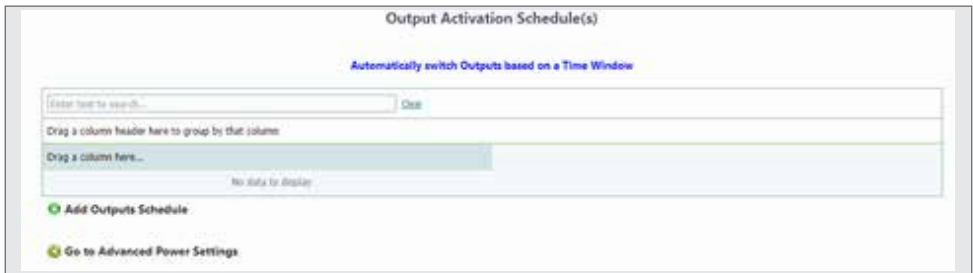 Output Activation Schedule(s)
Automatically switch Outputs based on a Time Window
Enter text to search... Clear
Drag a column header here to group by that column
Drag a column here...
No data to display
Add Outputs Schedule
Go to Advanced Power Settings